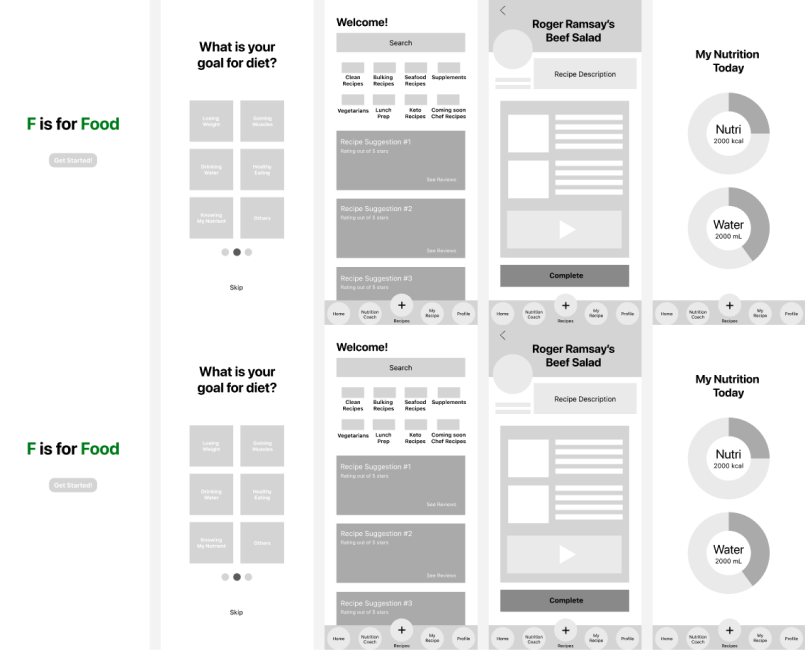 F is for Food
Get Started!
What is your
goal for diet?
Losing
Weight
Gaining
Muscles
Drinking
Water
Healthy
Eating
Knowing
My Nutrient
Others
Skip
Welcome!
Search
Clean
Recipes
Bulking
Recipes
Seafood
Recipes
Supplements
Vegetarians
Lunch
Prep
Keto
Recipes
Coming soon
Chef Recipes
Recipe Suggestion #1
Rating out of 5 stars
See Reviews
Recipe Suggestion #2
Rating out of 5 stars
See Reviews
Recipe Suggestion #3
Rating out of 5 stars
Home
Nutrition
Coach
+
Recipes
My
Recipe
Profile
Roger Ramsay's
Beef Salad
Recipe Description
Complete
Home
Nutrition
Coach
+
Recipes
My
Recipe
Profile
My Nutrition
Today
Nutri
2000 kcal
Water
2000 mL
Home
Nutrition
Coach
+
Recipes
My
Recipe
Profile
F is for Food
Get Started!
What is your
goal for diet?
Losing
Weight
Gaining
Muscles
Drinking
Water
Healthy
Eating
Knowing
My Nutrient
Others
Skip
Welcome!
Search
Clean
Recipes
Bulking
Recipes
Seafood
Recipes
Supplements
Vegetarians
Lunch
Prep
Keto
Recipes
Coming soon
Chef Recipes
Recipe Suggestion #1
Rating out of 5 stars
See Reviews
Recipe Suggestion #2
Rating out of 5 stars
See Reviews
Recipe Suggestion #3
Rating out of 5 stars
Home
Nutrition
Coach
+
Recipes
My
Recipe
Profile
Roger Ramsay's
Beef Salad
Recipe Description
Complete
Home
Nutrition
Coach
+
Recipes
My
Recipe
Profile
My Nutrition
Today
Nutri
2000 kcal
Water
2000 mL
Home
Nutrition
Coach
+
Recipes
My
Recipe
Profile